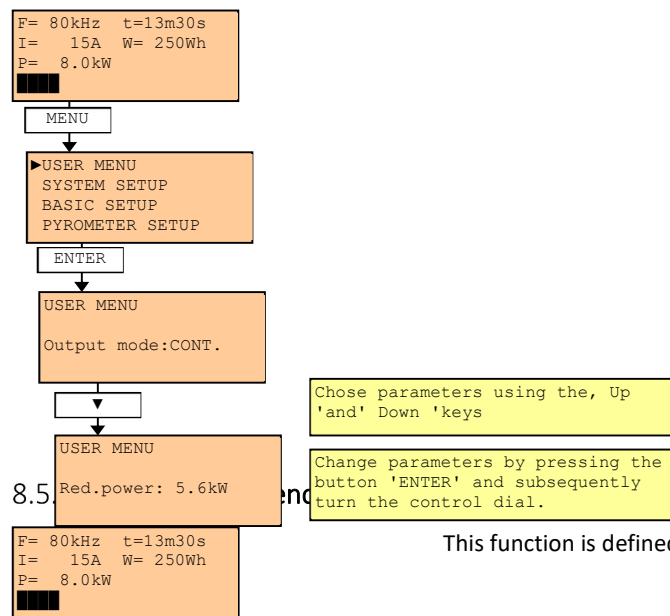 F= 80kHz t=13m30s
I= 15A W= 250Wh
P= 8.0kW
MENU
►USER MENU
SYSTEM SETUP
BASIC SETUP
PYROMETER SETUP
ENTER
USER MENU
Output mode:CONT.
▼
Chose parameters using the, Up
'and' Down 'keys
USER MENU
Red.power: 5.6kW
Change parameters by pressing the
button 'ENTER' and subsequently
turn the control dial.
8.5.
This function is defined
F= 80kHz t=13m30s
I= 15A W= 250Wh
P= 8.0kW